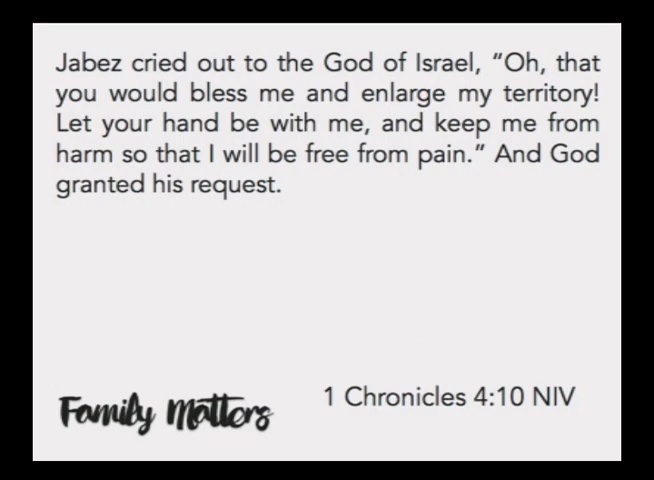 Jabez cried out to the God of Israel, “Oh, that
you would bless me and enlarge my territory!
Let your hand be with me, and keep me from
harm so that I will be free from pain.” And God
granted his request.
Family Matters
1 Chronicles 4:10 NIV